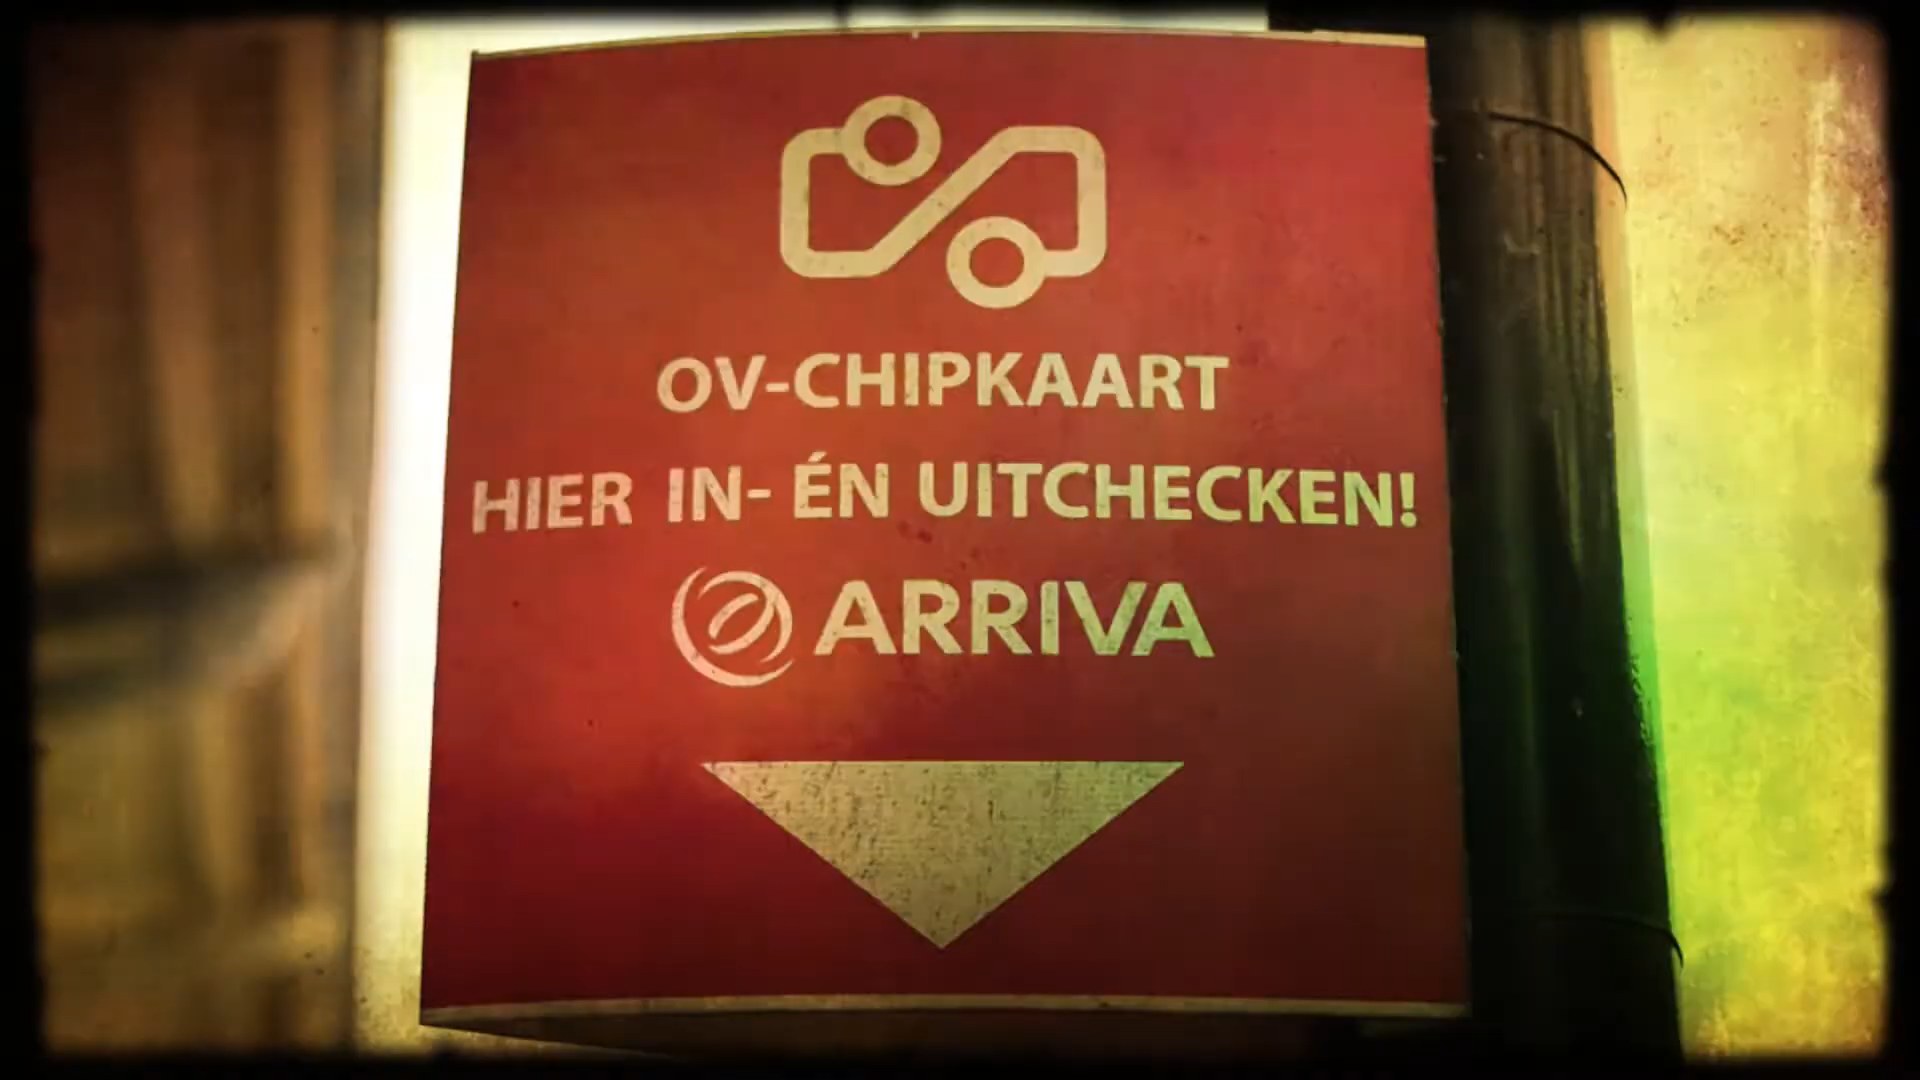 OV-CHIPKAART
HIER IN- ÉN UITCHECKEN!
ARRIVA